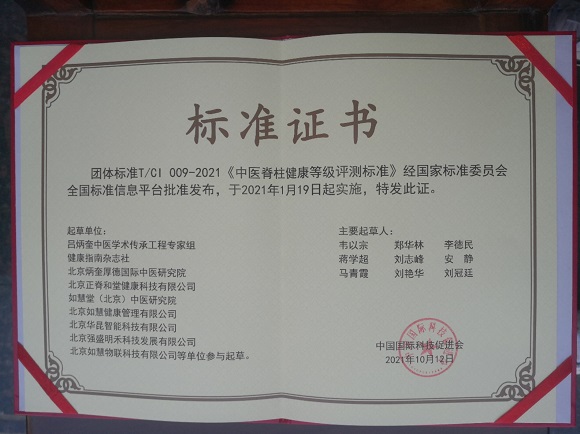 标准证书
团体标准T/CI 009-2021《中医脊柱健康等级评测标准》经国家标准委员会
全国标准信息平台批准发布，于2021年1月19日起实施，特发此证。
起草单位：
吕炳奎中医学术传承工程专家组
健康指南杂志社
北京炳奎厚德国际中医研究院
北京正脊和堂健康科技有限公司
如慧堂（北京）中医研究院
北京如慧健康管理有限公司
北京华昆智能科技有限公司
北京强盛明禾科技发展有限公司
北京如慧物联科技有限公司等单位参与起草。
主要起草人：
韦以宗 郑华林 李德民
蒋学超 刘志峰 安静
马青霞 刘艳华 刘冠廷
中国国际科技促进会
2021年10月12日